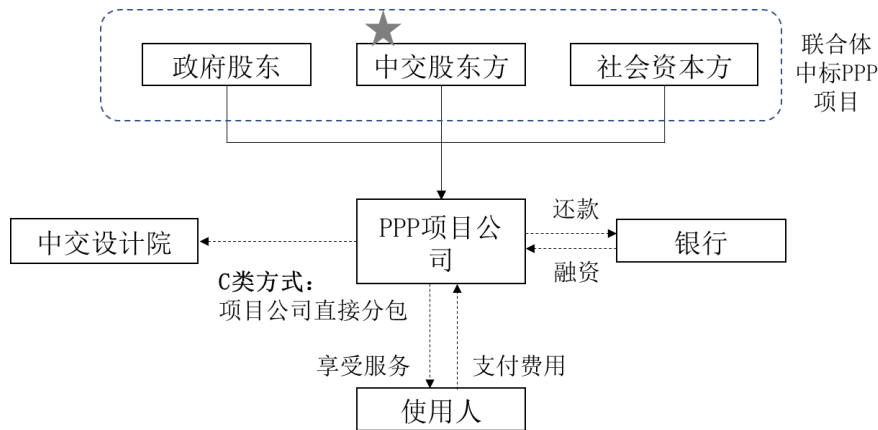 政府股东
中交股东方
社会资本方
联合体
中标PPP
项目
中交设计院
PPP项目公
司
还款
融资
银行
C类方式：
项目公司直接分包
享受服务
支付费用
使用人